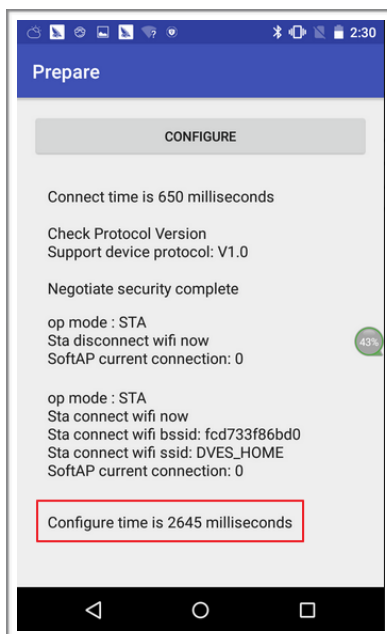 2:30
Prepare
CONFIGURE
Connect time is 650 milliseconds
Check Protocol Version
Support device protocol: V1.0
Negotiate security complete
op mode : STA
Sta disconnect wifi now
SoftAP current connection: 0
43%
op mode : STA
Sta connect wifi now
Sta connect wifi bssid: fcd733f86bd0
Sta connect wifi ssid: DVES_HOME
SoftAP current connection: 0
Configure time is 2645 milliseconds